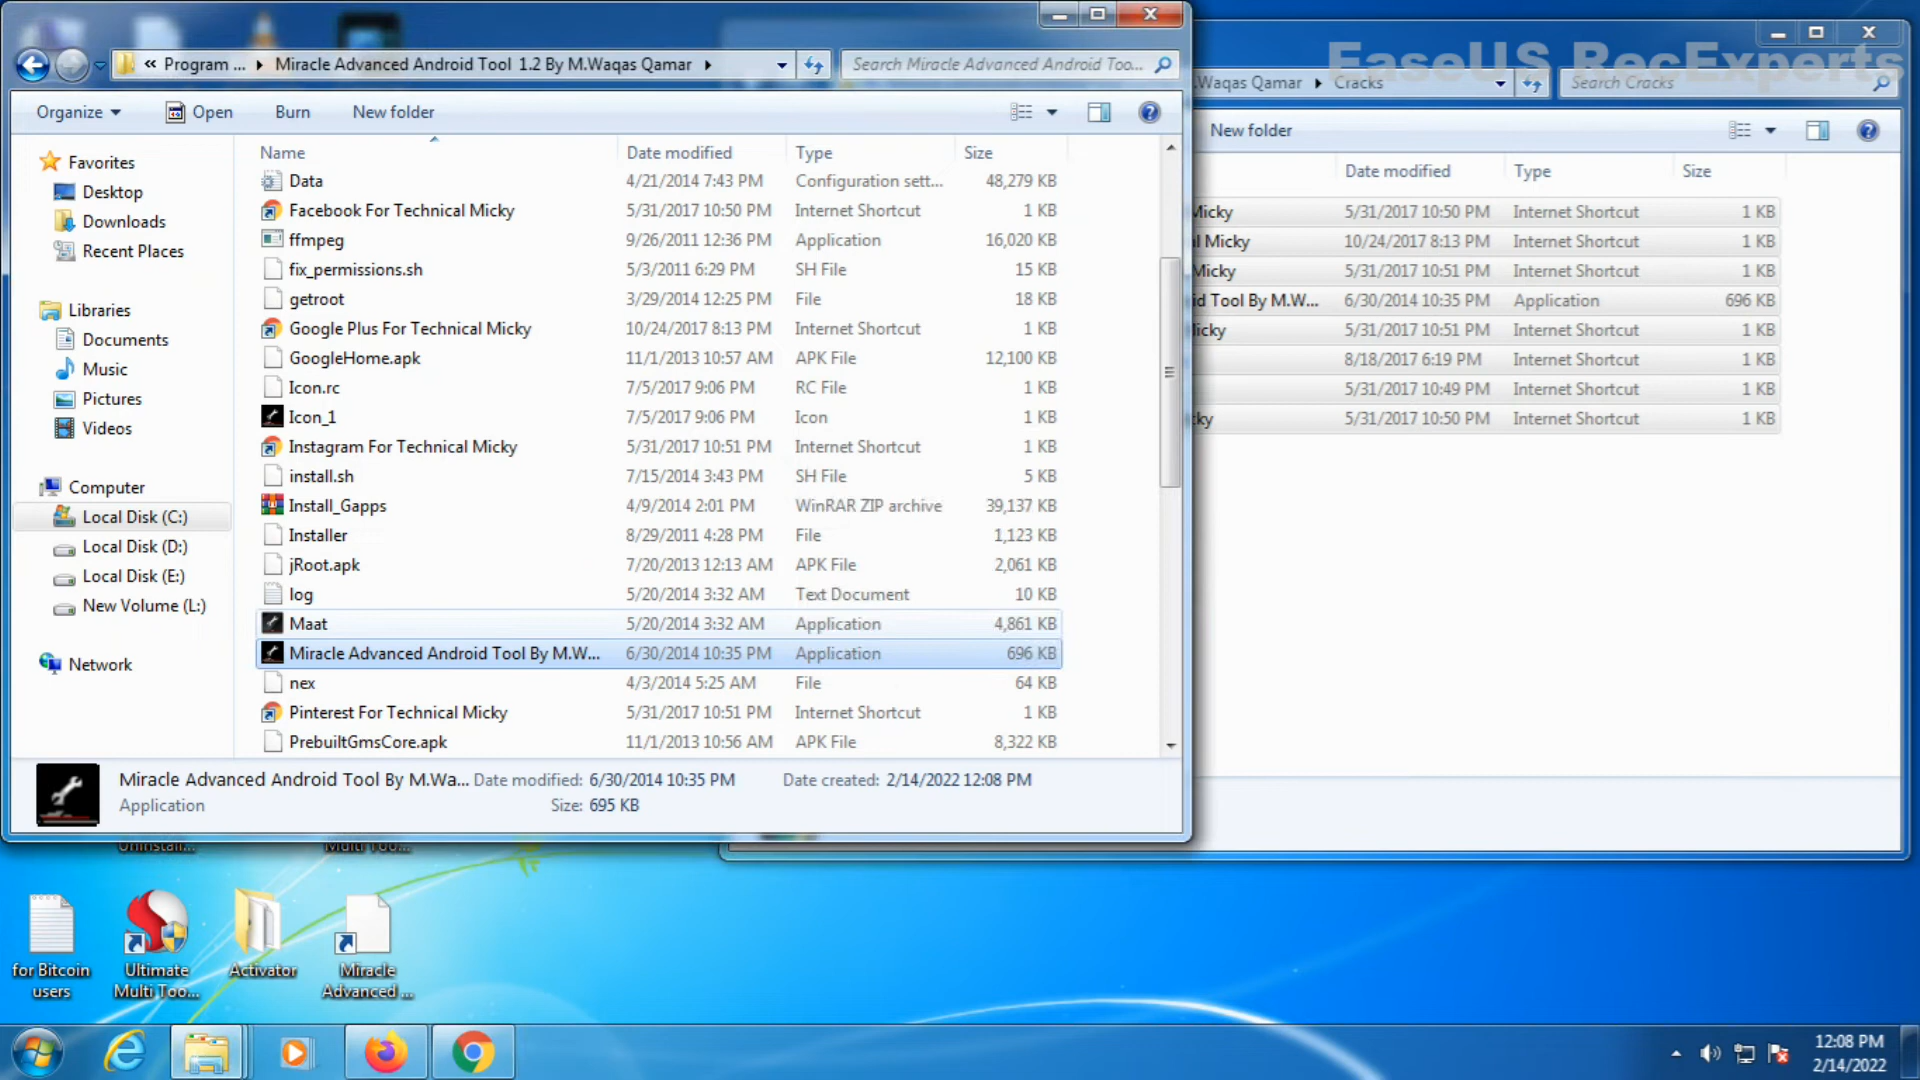 EaseUS RecExperts
« Program ... ▸ Miracle Advanced Android Tool 1.2 By M.Waqas Qamar ▸
Search Miracle Advanced Android Too...
Organize
Open
Burn
New folder
Name
Date modified
Type
Size
Favorites
Desktop
Downloads
Recent Places
Libraries
Documents
Music
Pictures
Videos
Computer
Local Disk (C:)
Local Disk (D:)
Local Disk (E:)
New Volume (L:)
Network
Data 4/21/2014 7:43 PM Configuration sett... 48,279 KB
Facebook For Technical Micky 5/31/2017 10:50 PM Internet Shortcut 1 KB
ffmpeg 9/26/2011 12:36 PM Application 16,020 KB
fix_permissions.sh 5/3/2011 6:29 PM SH File 15 KB
getroot 3/29/2014 12:25 PM File 18 KB
Google Plus For Technical Micky 10/24/2017 8:13 PM Internet Shortcut 1 KB
GoogleHome.apk 11/1/2013 10:57 AM APK File 12,100 KB
Icon.rc 7/5/2017 9:06 PM RC File 1 KB
Icon_1 7/5/2017 9:06 PM Icon 1 KB
Instagram For Technical Micky 5/31/2017 10:51 PM Internet Shortcut 1 KB
install.sh 7/15/2014 3:43 PM SH File 5 KB
Install_Gapps 4/9/2014 2:01 PM WinRAR ZIP archive 39,137 KB
Installer 8/29/2011 4:28 PM File 1,123 KB
jRoot.apk 7/20/2013 12:13 AM APK File 2,061 KB
log 5/20/2014 3:32 AM Text Document 10 KB
Maat 5/20/2014 3:32 AM Application 4,861 KB
Miracle Advanced Android Tool By M.W... 6/30/2014 10:35 PM Application 696 KB
nex 4/3/2014 5:25 AM File 64 KB
Pinterest For Technical Micky 5/31/2017 10:51 PM Internet Shortcut 1 KB
PrebuiltGmsCore.apk 11/1/2013 10:56 AM APK File 8,322 KB
Miracle Advanced Android Tool By M.Wa... Date modified: 6/30/2014 10:35 PM Date created: 2/14/2022 12:08 PM
Application Size: 695 KB
.Waqas Qamar ▸ Cracks
Search Cracks
New folder
Date modified
Type
Size
Micky 5/31/2017 10:50 PM Internet Shortcut 1 KB
l Micky 10/24/2017 8:13 PM Internet Shortcut 1 KB
Micky 5/31/2017 10:51 PM Internet Shortcut 1 KB
id Tool By M.W... 6/30/2014 10:35 PM Application 696 KB
icky 5/31/2017 10:51 PM Internet Shortcut 1 KB
8/18/2017 6:19 PM Internet Shortcut 1 KB
5/31/2017 10:49 PM Internet Shortcut 1 KB
ky 5/31/2017 10:50 PM Internet Shortcut 1 KB
Uninstall...
Multi Too...
for Bitcoin
users
Ultimate
Multi Too...
Activator
Miracle
Advanced ...
12:08 PM
2/14/2022